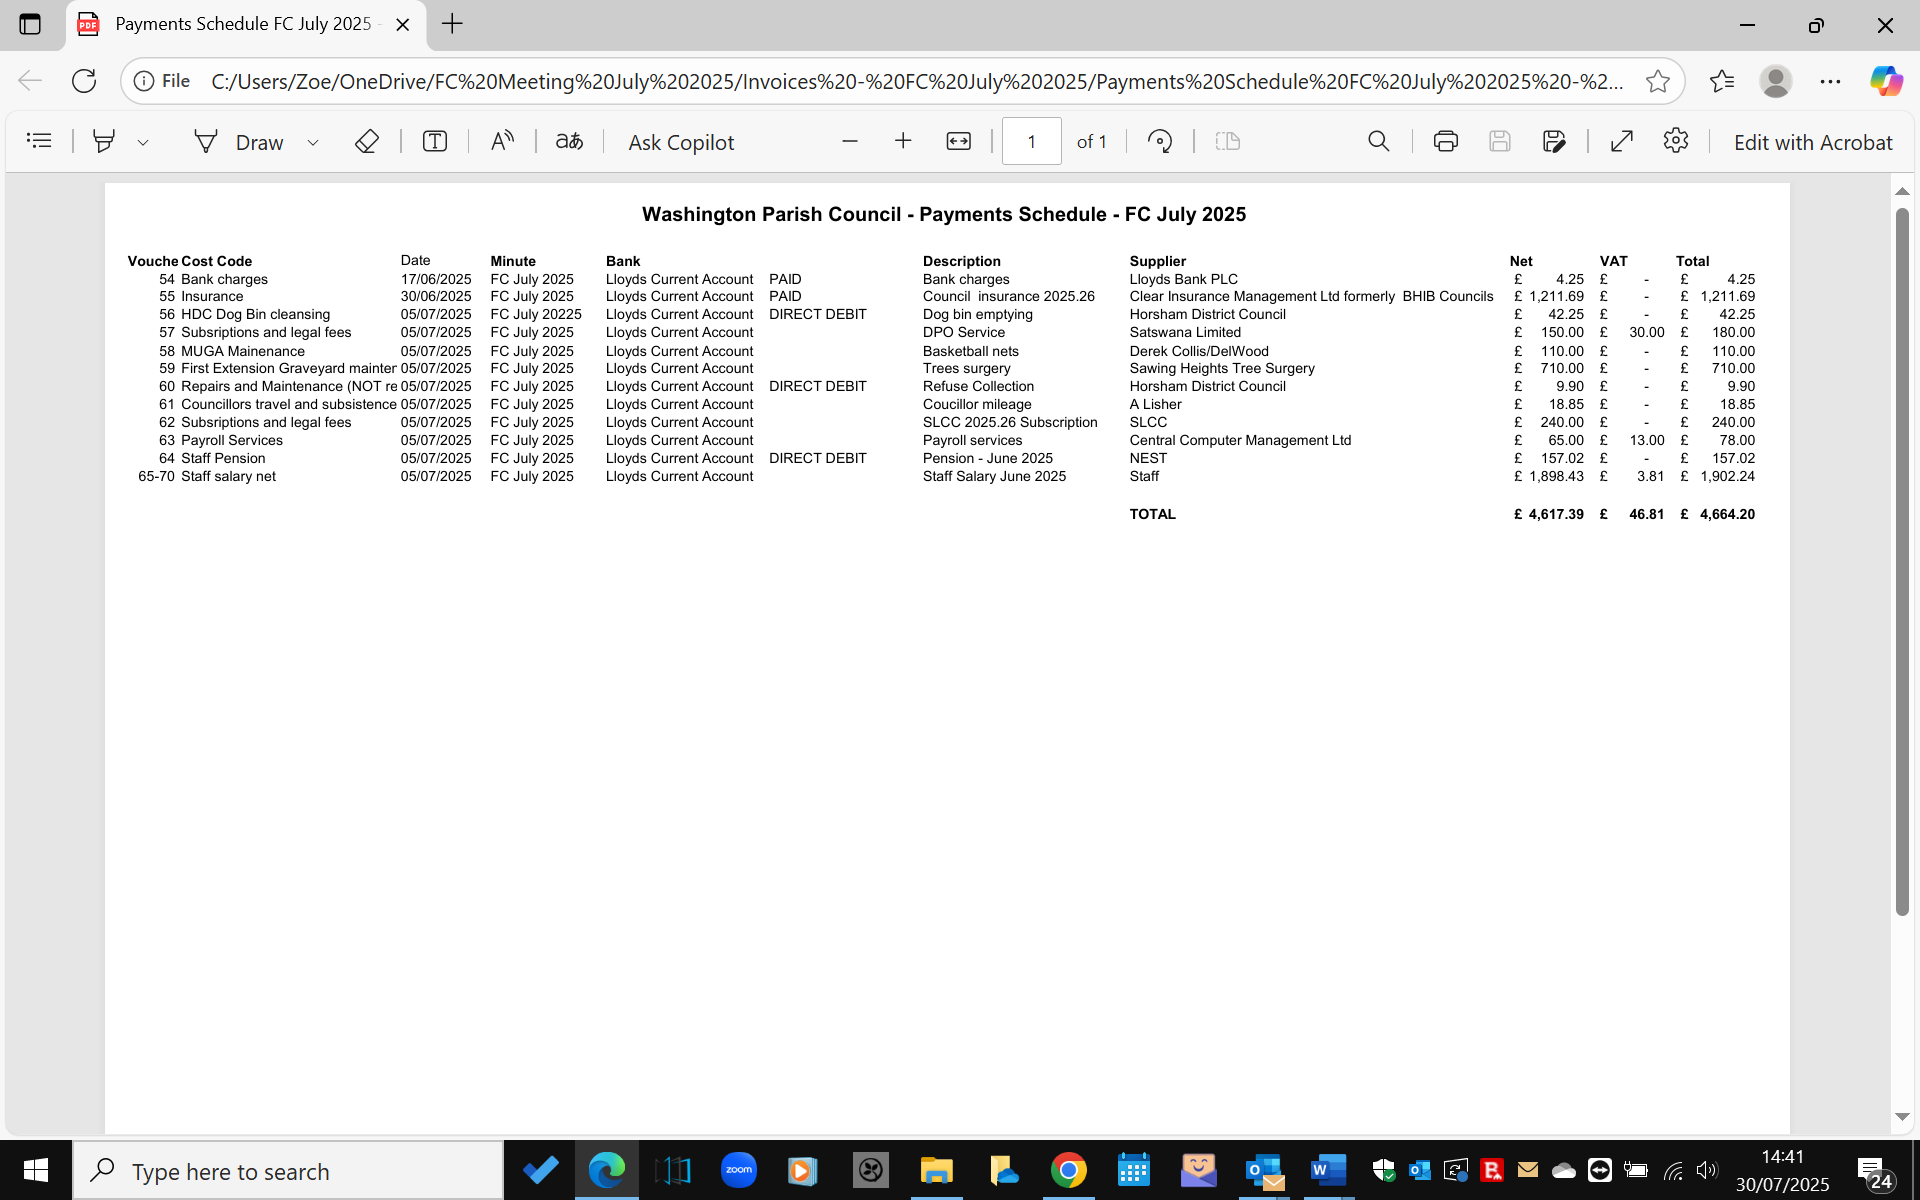 Payments Schedule FC July 2025 -
File C:/Users/Zoe/OneDrive/FC%20Meeting%20July%202025/Invoices%20-%20FC%20July%202025/Payments%20Schedule%20FC%20July%202025%20-%2...
Draw Ask Copilot 1 of 1 Edit with Acrobat
Washington Parish Council - Payments Schedule - FC July 2025
Vouche Cost Code Date Minute Bank Description Supplier Net VAT Total
54 Bank charges 17/06/2025 FC July 2025 Lloyds Current Account PAID Bank charges Lloyds Bank PLC £ 4.25 £ - £ 4.25
55 Insurance 30/06/2025 FC July 2025 Lloyds Current Account PAID Council insurance 2025.26 Clear Insurance Management Ltd formerly BHIB Councils £ 1,211.69 £ - £ 1,211.69
56 HDC Dog Bin cleansing 05/07/2025 FC July 20225 Lloyds Current Account DIRECT DEBIT Dog bin emptying Horsham District Council £ 42.25 £ - £ 42.25
57 Subsriptions and legal fees 05/07/2025 FC July 2025 Lloyds Current Account DPO Service Satswana Limited £ 150.00 £ 30.00 £ 180.00
58 MUGA Mainenance 05/07/2025 FC July 2025 Lloyds Current Account Basketball nets Derek Collis/DelWood £ 110.00 £ - £ 110.00
59 First Extension Graveyard mainter 05/07/2025 FC July 2025 Lloyds Current Account Trees surgery Sawing Heights Tree Surgery £ 710.00 £ - £ 710.00
60 Repairs and Maintenance (NOT re 05/07/2025 FC July 2025 Lloyds Current Account DIRECT DEBIT Refuse Collection Horsham District Council £ 9.90 £ - £ 9.90
61 Councillors travel and subsistence 05/07/2025 FC July 2025 Lloyds Current Account Coucillor mileage A Lisher £ 18.85 £ - £ 18.85
62 Subsriptions and legal fees 05/07/2025 FC July 2025 Lloyds Current Account SLCC 2025.26 Subscription SLCC £ 240.00 £ - £ 240.00
63 Payroll Services 05/07/2025 FC July 2025 Lloyds Current Account Payroll services Central Computer Management Ltd £ 65.00 £ 13.00 £ 78.00
64 Staff Pension 05/07/2025 FC July 2025 Lloyds Current Account DIRECT DEBIT Pension - June 2025 NEST £ 157.02 £ - £ 157.02
65-70 Staff salary net 05/07/2025 FC July 2025 Lloyds Current Account Staff Salary June 2025 Staff £ 1,898.43 £ 3.81 £ 1,902.24
TOTAL £ 4,617.39 £ 46.81 £ 4,664.20
Type here to search zoom 14:41
30/07/2025 24